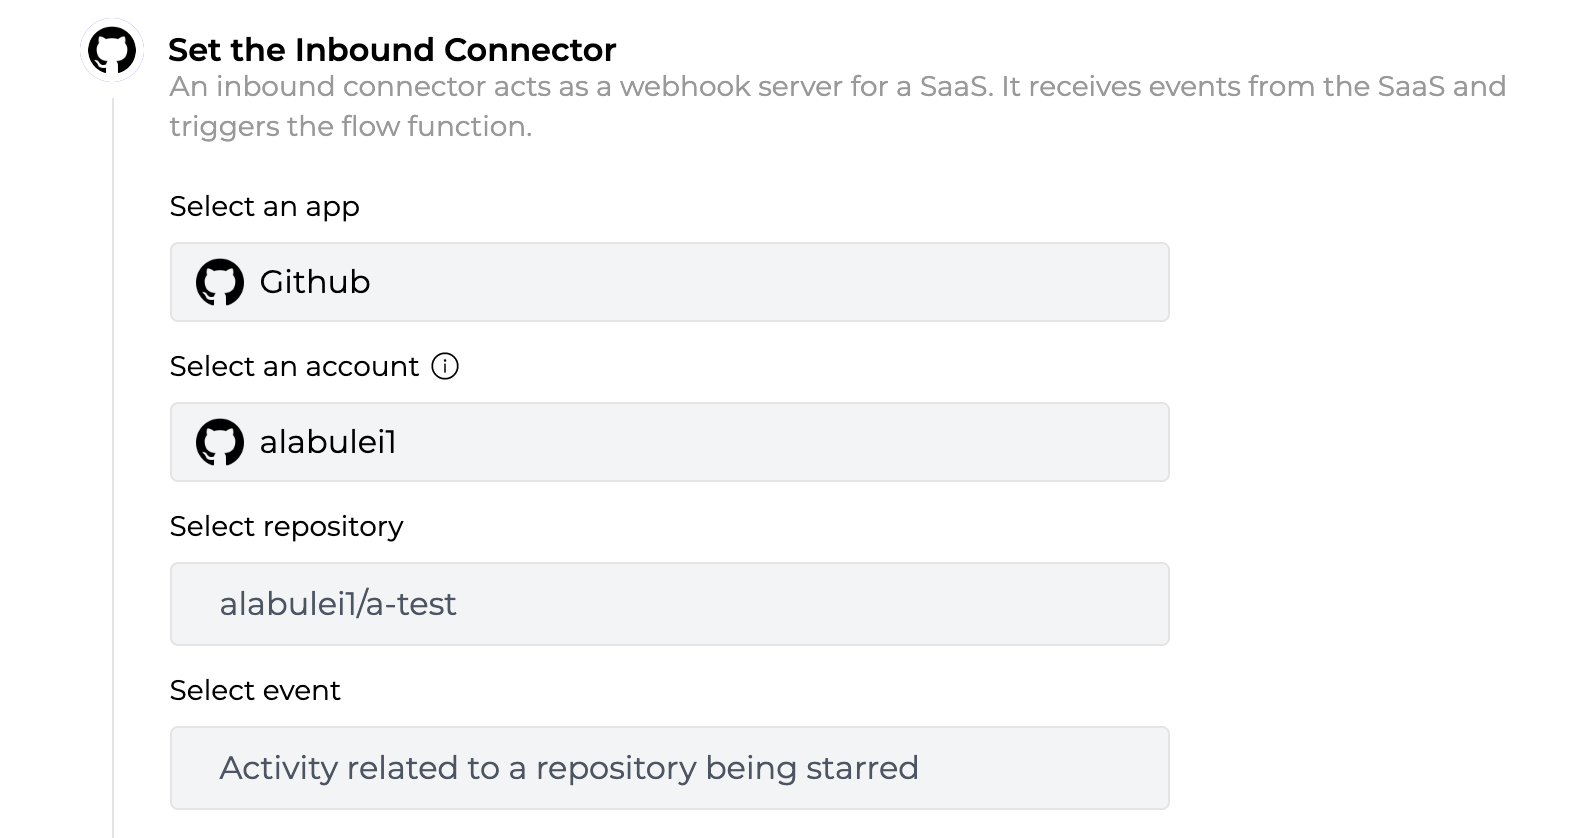 Set the Inbound Connector
An inbound connector acts as a webhook server for a SaaS. It receives events from the SaaS and
triggers the flow function.
Select an app
Github
Select an account
alabulei1
Select repository
alabulei1/a-test
Select event
Activity related to a repository being starred